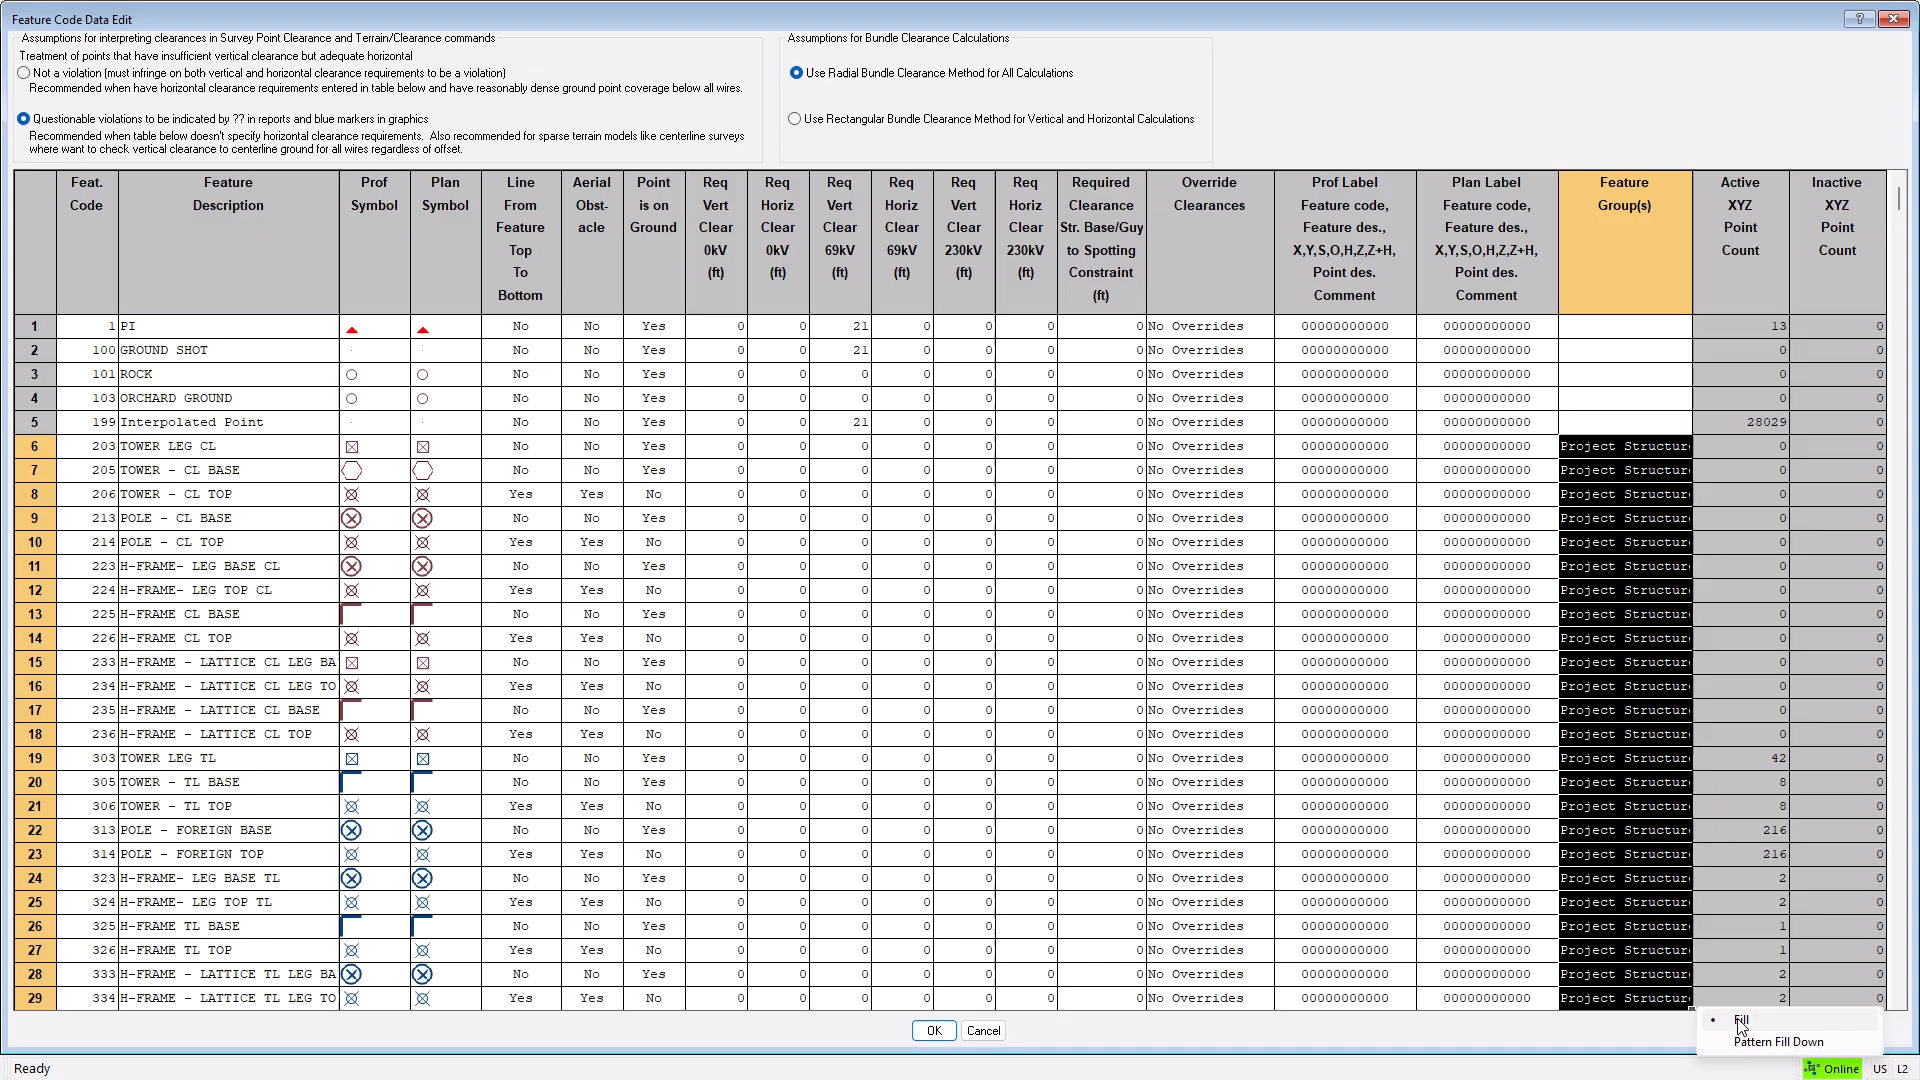 Feature Code Data Edit
Assumptions for interpreting clearances in Survey Point Clearance and Terrain/Clearance commands
Treatment of points that have insufficient vertical clearance but adequate horizontal
Not a violation (must infringe on both vertical and horizontal clearance requirements to be a violation)
Recommended when have horizontal clearance requirements entered in table below and have reasonably dense ground point coverage below all wires.
Questionable violations to be indicated by ?? in reports and blue markers in graphics
Recommended when table below doesn't specify horizontal clearance requirements. Also recommended for sparse terrain models like centerline surveys
where want to check vertical clearance to centerline ground for all wires regardless of offset.
Assumptions for Bundle Clearance Calculations
Use Radial Bundle Clearance Method for All Calculations
Use Rectangular Bundle Clearance Method for Vertical and Horizontal Calculations
Feat. Feature Prof Plan Line Aerial Point Req Req Req Req Req Req Required Override Prof Label Plan Label Feature Active Inactive
Code Description Symbol Symbol From Obst- is on Vert Horiz Vert Horiz Vert Horiz Clearance Clearances Feature code, Feature code, Group(s) XYZ XYZ
Feature acle Ground Clear Clear Clear Clear Clear Clear Str. Base/Guy Feature des., Feature des., Point Point
Top 0kV 0kV 69kV 69kV 230kV 230kV to Spotting X,Y,S,O,H,Z,Z+H, X,Y,S,O,H,Z,Z+H, Count Count
To (ft) (ft) (ft) (ft) (ft) (ft) Constraint Point des. Point des.
Bottom (ft) Comment Comment
1 1 PI No No Yes 0 0 21 0 0 0 0 No Overrides 00000000000 00000000000 13 0
2 100 GROUND SHOT No No Yes 0 0 21 0 0 0 0 No Overrides 00000000000 00000000000 0 0
3 101 ROCK No No Yes 0 0 0 0 0 0 0 No Overrides 00000000000 00000000000 0 0
4 103 ORCHARD GROUND No No Yes 0 0 0 0 0 0 0 No Overrides 00000000000 00000000000 0 0
5 199 Interpolated Point No No Yes 0 0 21 0 0 0 0 No Overrides 00000000000 00000000000 28029 0
6 203 TOWER LEG CL No No Yes 0 0 0 0 0 0 0 No Overrides 00000000000 00000000000 Project Structur 0 0
7 205 TOWER - CL BASE No No Yes 0 0 0 0 0 0 0 No Overrides 00000000000 00000000000 Project Structur 0 0
8 206 TOWER - CL TOP Yes Yes No 0 0 0 0 0 0 0 No Overrides 00000000000 00000000000 Project Structur 0 0
9 213 POLE - CL BASE No No Yes 0 0 0 0 0 0 0 No Overrides 00000000000 00000000000 Project Structur 0 0
10 214 POLE - CL TOP Yes Yes No 0 0 0 0 0 0 0 No Overrides 00000000000 00000000000 Project Structur 0 0
11 223 H-FRAME- LEG BASE CL No No Yes 0 0 0 0 0 0 0 No Overrides 00000000000 00000000000 Project Structur 0 0
12 224 H-FRAME- LEG TOP CL Yes Yes No 0 0 0 0 0 0 0 No Overrides 00000000000 00000000000 Project Structur 0 0
13 225 H-FRAME CL BASE No No Yes 0 0 0 0 0 0 0 No Overrides 00000000000 00000000000 Project Structur 0 0
14 226 H-FRAME CL TOP Yes Yes No 0 0 0 0 0 0 0 No Overrides 00000000000 00000000000 Project Structur 0 0
15 233 H-FRAME - LATTICE CL LEG BA No No Yes 0 0 0 0 0 0 0 No Overrides 00000000000 00000000000 Project Structur 0 0
16 234 H-FRAME - LATTICE CL LEG TO Yes Yes No 0 0 0 0 0 0 0 No Overrides 00000000000 00000000000 Project Structur 0 0
17 235 H-FRAME - LATTICE CL BASE No No Yes 0 0 0 0 0 0 0 No Overrides 00000000000 00000000000 Project Structur 0 0
18 236 H-FRAME - LATTICE CL TOP Yes Yes No 0 0 0 0 0 0 0 No Overrides 00000000000 00000000000 Project Structur 0 0
19 303 TOWER LEG TL No No Yes 0 0 0 0 0 0 0 No Overrides 00000000000 00000000000 Project Structur 42 0
20 305 TOWER - TL BASE No No Yes 0 0 0 0 0 0 0 No Overrides 00000000000 00000000000 Project Structur 8 0
21 306 TOWER - TL TOP Yes Yes No 0 0 0 0 0 0 0 No Overrides 00000000000 00000000000 Project Structur 8 0
22 313 POLE - FOREIGN BASE No No Yes 0 0 0 0 0 0 0 No Overrides 00000000000 00000000000 Project Structur 216 0
23 314 POLE - FOREIGN TOP Yes Yes No 0 0 0 0 0 0 0 No Overrides 00000000000 00000000000 Project Structur 216 0
24 323 H-FRAME- LEG BASE TL No No Yes 0 0 0 0 0 0 0 No Overrides 00000000000 00000000000 Project Structur 2 0
25 324 H-FRAME- LEG TOP TL Yes Yes No 0 0 0 0 0 0 0 No Overrides 00000000000 00000000000 Project Structur 2 0
26 325 H-FRAME TL BASE No No Yes 0 0 0 0 0 0 0 No Overrides 00000000000 00000000000 Project Structur 1 0
27 326 H-FRAME TL TOP Yes Yes No 0 0 0 0 0 0 0 No Overrides 00000000000 00000000000 Project Structur 1 0
28 333 H-FRAME - LATTICE TL LEG BA No No Yes 0 0 0 0 0 0 0 No Overrides 00000000000 00000000000 Project Structur 2 0
29 334 H-FRAME - LATTICE TL LEG TO Yes Yes No 0 0 0 0 0 0 0 No Overrides 00000000000 00000000000 Project Structur 2 0
OK Cancel
Fill
Pattern Fill Down
Ready
Online US L2